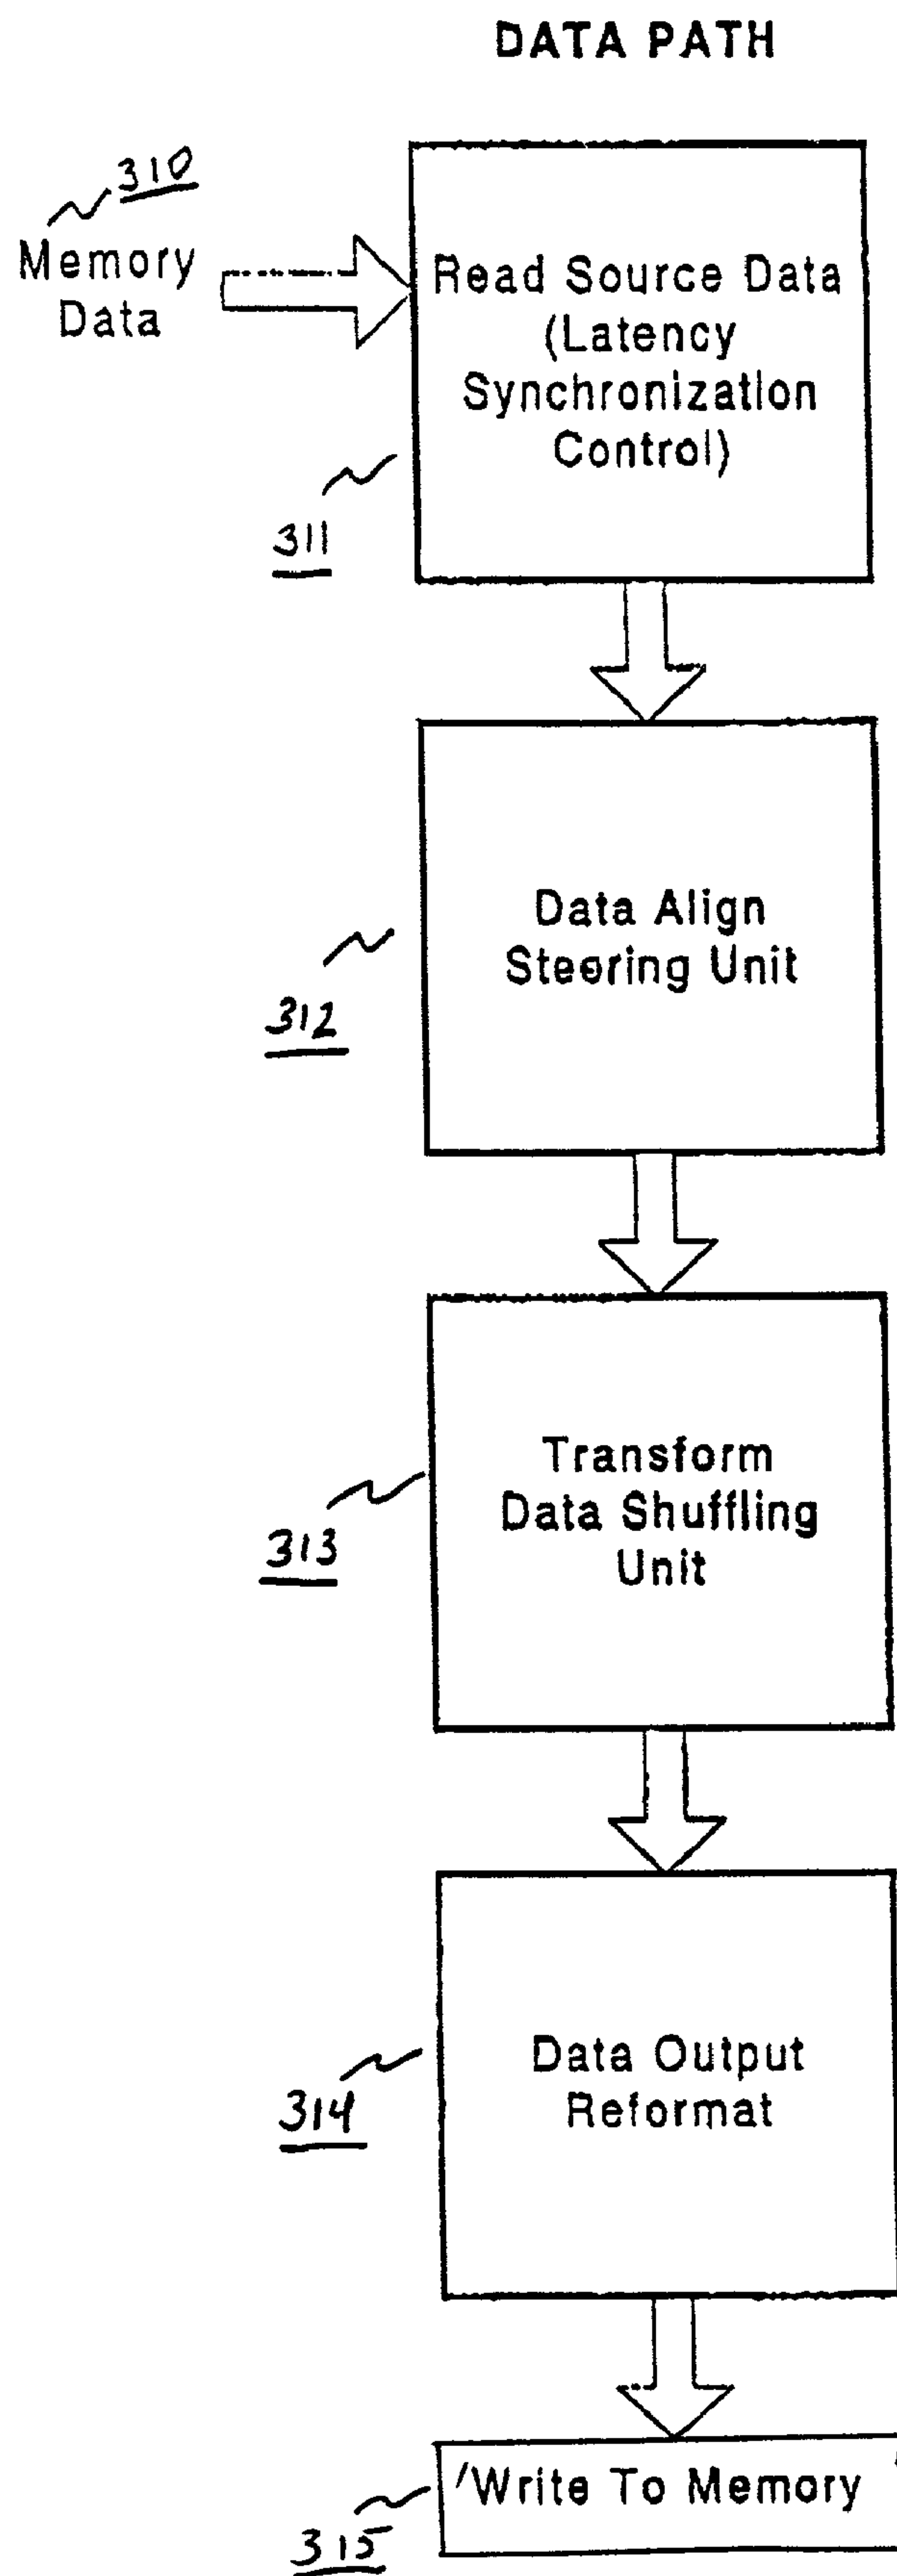 DATA PATH
310
Memory
Data
Read Source Data
(Latency
Synchronization
Control)
311
Data Align
Steering Unit
312
Transform
Data Shuffling
Unit
313
Data Output
Reformat
314
Write To Memory
315